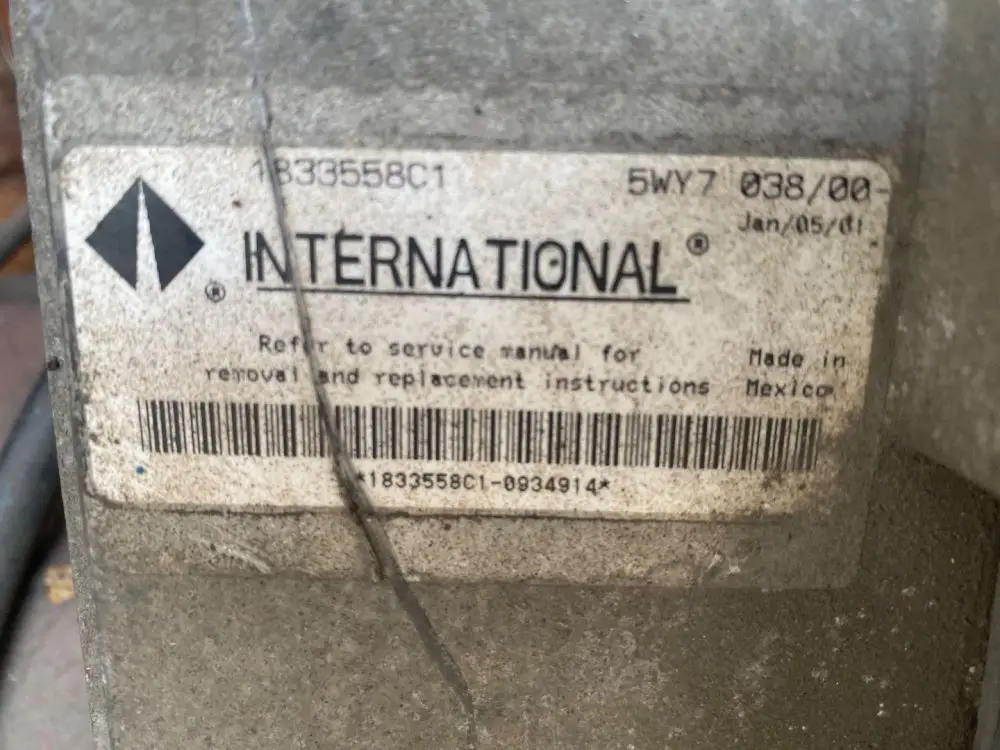 1833558C1 5WY7 038/00-
Jan/05/01
INTERNATIONAL®
®
Refer to service manual for
removal and replacement instructions
Made in
Mexico
*1833558C1-0934914*